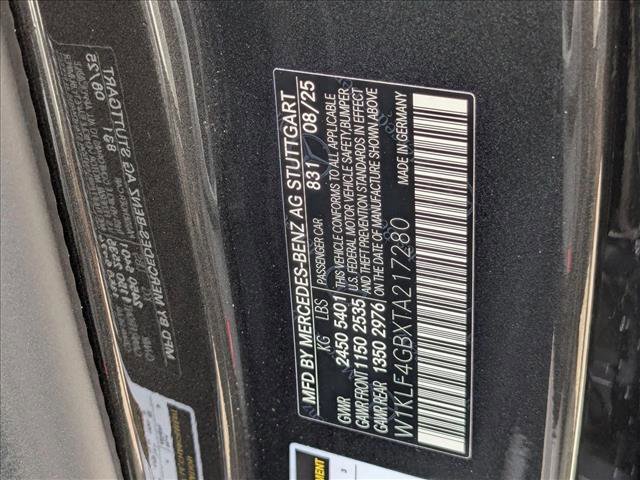 MFD BY MERCEDES-BENZ AG STUTTGART
831 08/25
KG LBS PASSENGER CAR
GVWR 2450 5401 THIS VEHICLE CONFORMS TO ALL APPLICABLE
U.S. FEDERAL MOTOR VEHICLE SAFETY,BUMPER
GAWR FRONT 1150 2535 AND THEFT PREVENTION STANDARDS IN EFFECT
GAWR REAR 1350 2976 ON THE DATE OF MANUFACTURE SHOWN ABOVE
W1KLF4GBXTA217280 MADE IN GERMANY